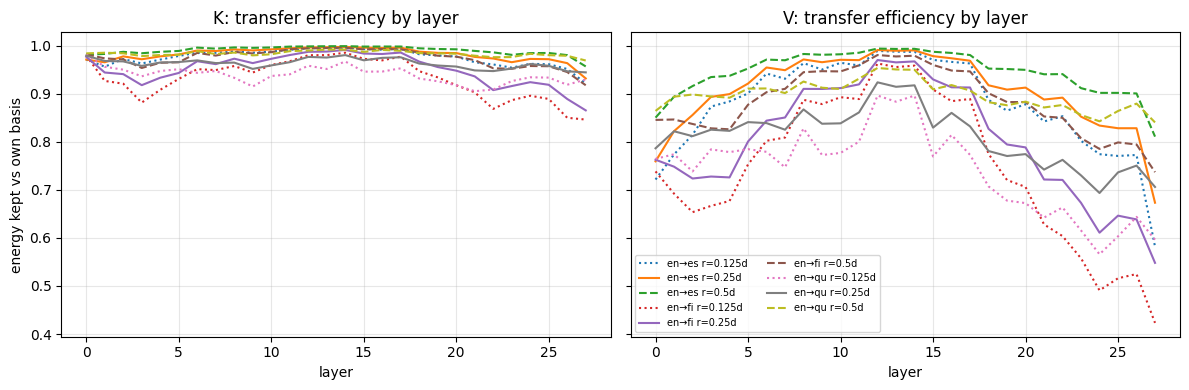 K: transfer efficiency by layer
V: transfer efficiency by layer
energy kept vs own basis
1.0
0.9
0.8
0.7
0.6
0.5
0.4
0
5
10
15
20
25
layer
en→es r=0.125d
en→es r=0.25d
en→es r=0.5d
en→fi r=0.125d
en→fi r=0.25d
en→fi r=0.5d
en→qu r=0.125d
en→qu r=0.25d
en→qu r=0.5d
0
5
10
15
20
25
layer